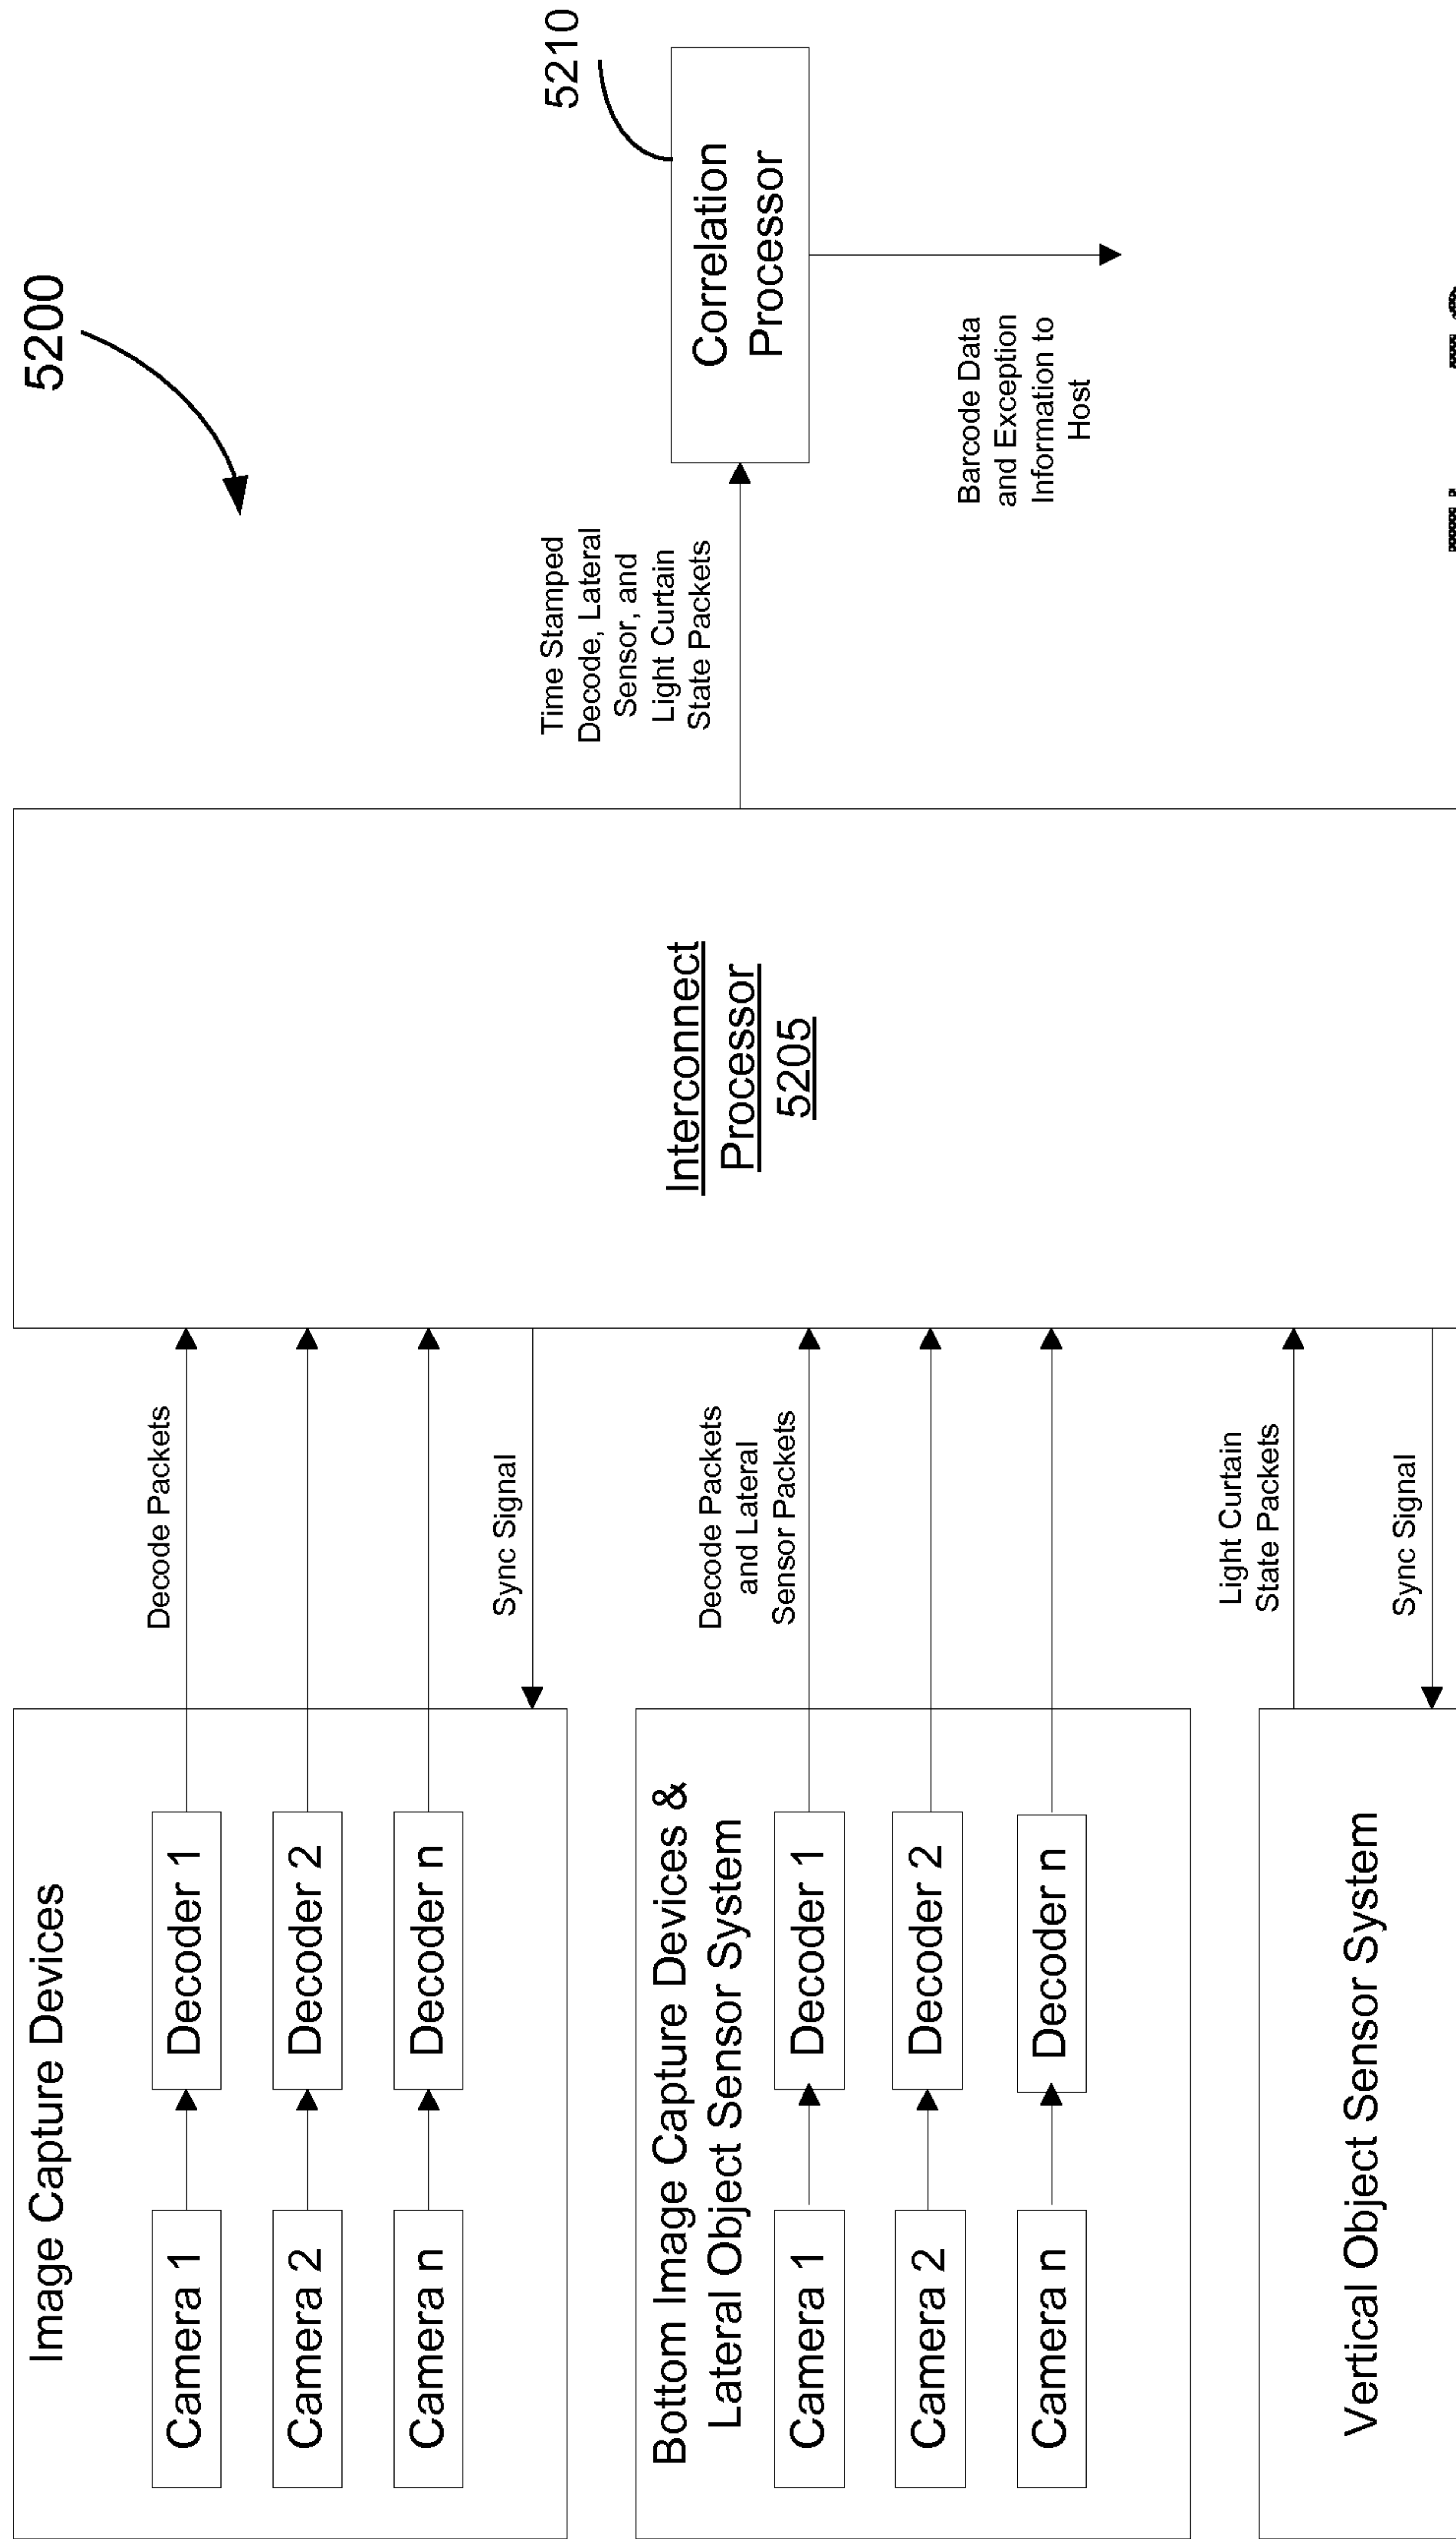 5200
Image Capture Devices
Camera 1
Decoder 1
Camera 2
Decoder 2
Camera n
Decoder n
Decode Packets
Sync Signal
Bottom Image Capture Devices &
Lateral Object Sensor System
Camera 1
Decoder 1
Camera 2
Decoder 2
Camera n
Decoder n
Decode Packets
and Lateral
Sensor Packets
Vertical Object Sensor System
Light Curtain
State Packets
Sync Signal
Interconnect
Processor
5205
Time Stamped
Decode, Lateral
Sensor, and
Light Curtain
State Packets
5210
Correlation
Processor
Barcode Data
and Exception
Information to
Host